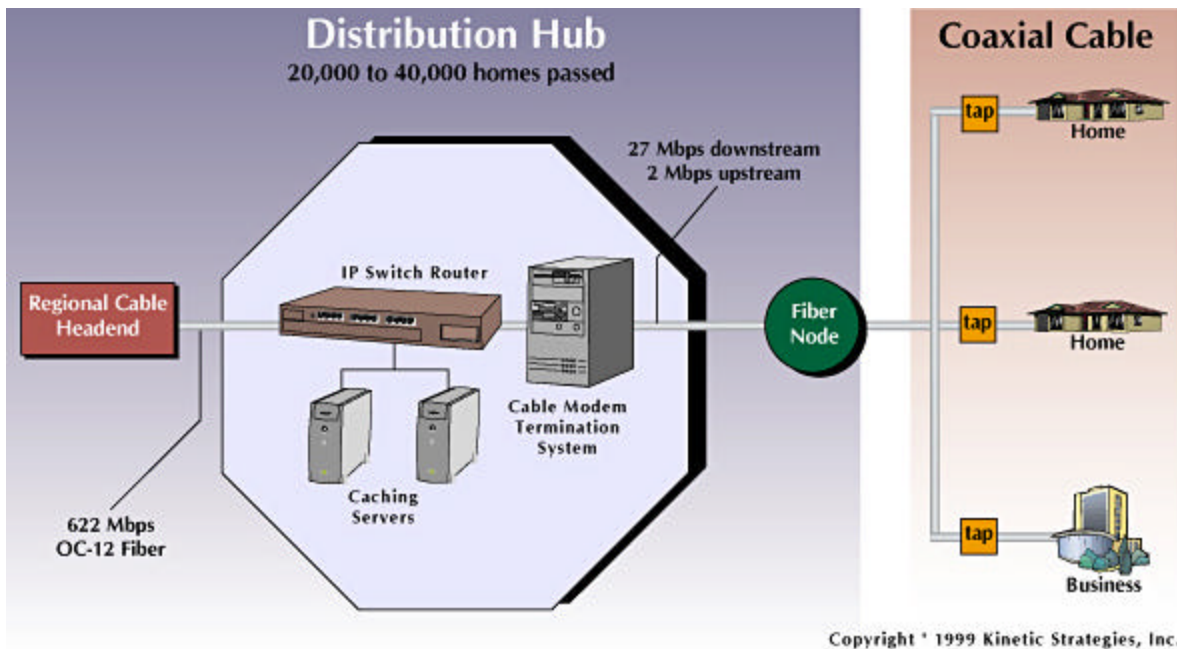 Distribution Hub
20,000 to 40,000 homes passed
Coaxial Cable
tap
Home
27 Mbps downstream
2 Mbps upstream
IP Switch Router
Regional Cable
Headend
Fiber
Node
tap
Home
Cable Modem
Termination
System
Caching
Servers
622 Mbps
OC-12 Fiber
tap
Business
Copyright * 1999 Kinetic Strategies, Inc.